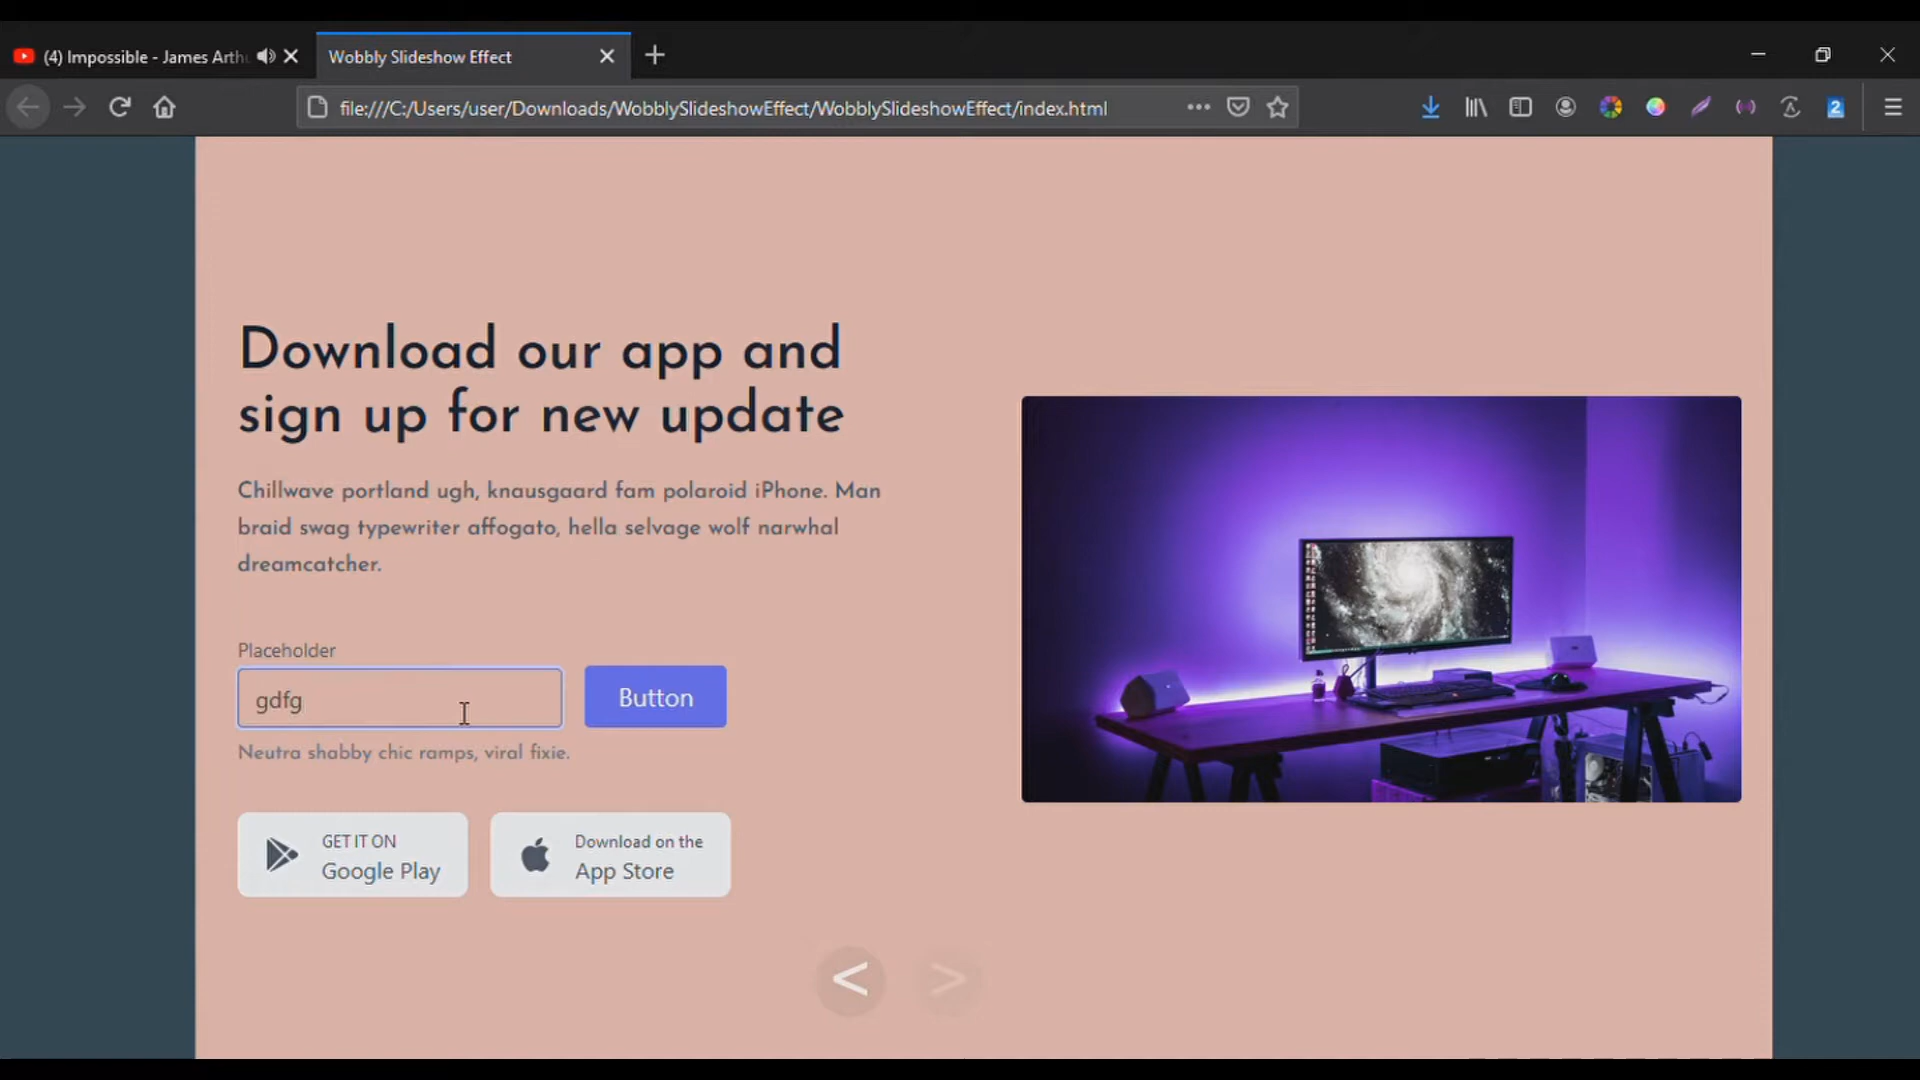 (4) Impossible - James Arth
Wobbly Slideshow Effect
file:///C:/Users/user/Downloads/WobblySlideshowEffect/WobblySlideshowEffect/index.html
2
Download our app and
sign up for new update
Chillwave portland ugh, knausgaard fam polaroid iPhone. Man
braid swag typewriter affogato, hella selvage wolf narwhal
dreamcatcher.
Placeholder
gdfg
Button
Neutra shabby chic ramps, viral fixie.
GET IT ON
Google Play
Download on the
App Store
<
>